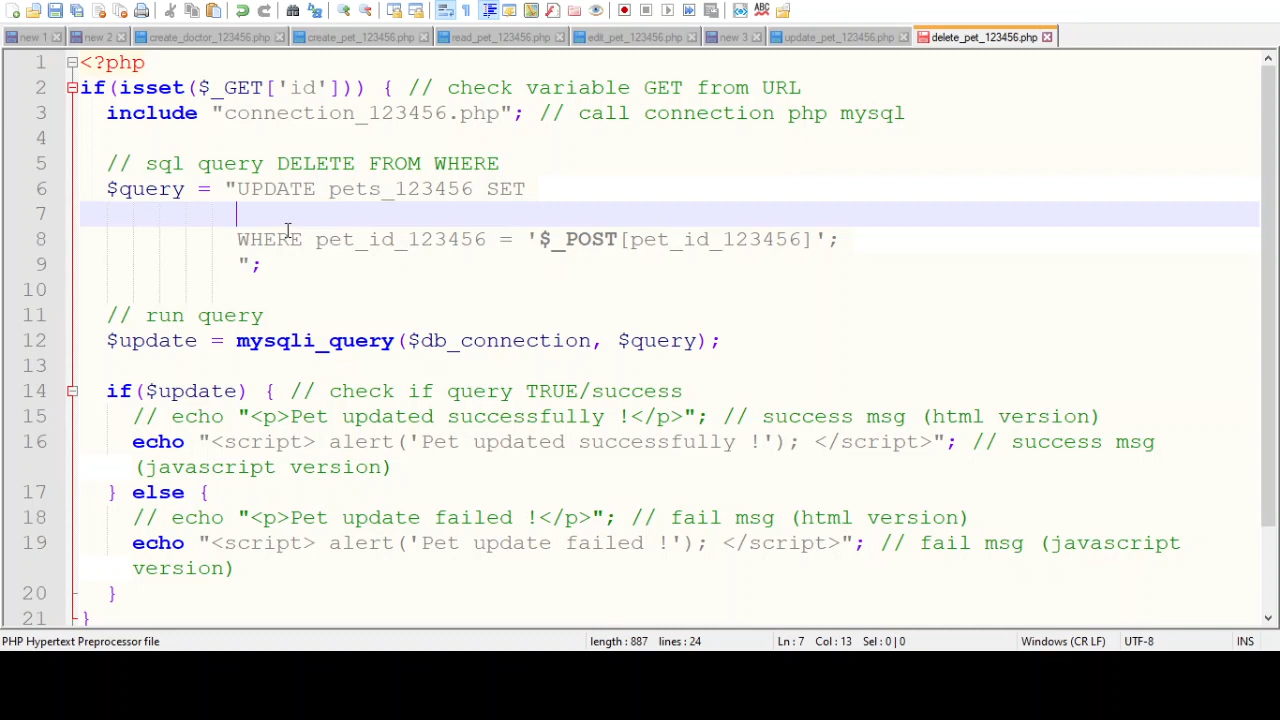 new 1 new 2 create_doctor_123456.php create_pet_123456.php read_pet_123456.php edit_pet_123456.php new 3 update_pet_123456.php delete_pet_123456.php
1 <?php
2 if(isset($_GET['id'])) { // check variable GET from URL
3 include "connection_123456.php"; // call connection php mysql
4
5 // sql query DELETE FROM WHERE
6 $query = "UPDATE pets_123456 SET
7
8 WHERE pet_id_123456 = '$_POST[pet_id_123456]';
9 ";
10
11 // run query
12 $update = mysqli_query($db_connection, $query);
13
14 if($update) { // check if query TRUE/success
15 // echo "<p>Pet updated successfully !</p>"; // success msg (html version)
16 echo "<script> alert('Pet updated successfully !'); </script>"; // success msg
(javascript version)
17 } else {
18 // echo "<p>Pet update failed !</p>"; // fail msg (html version)
19 echo "<script> alert('Pet update failed !'); </script>"; // fail msg (javascript
version)
20 }
21 }
PHP Hypertext Preprocessor file length : 887 lines : 24 Ln : 7 Col : 13 Sel : 0 | 0 Windows (CR LF) UTF-8 INS